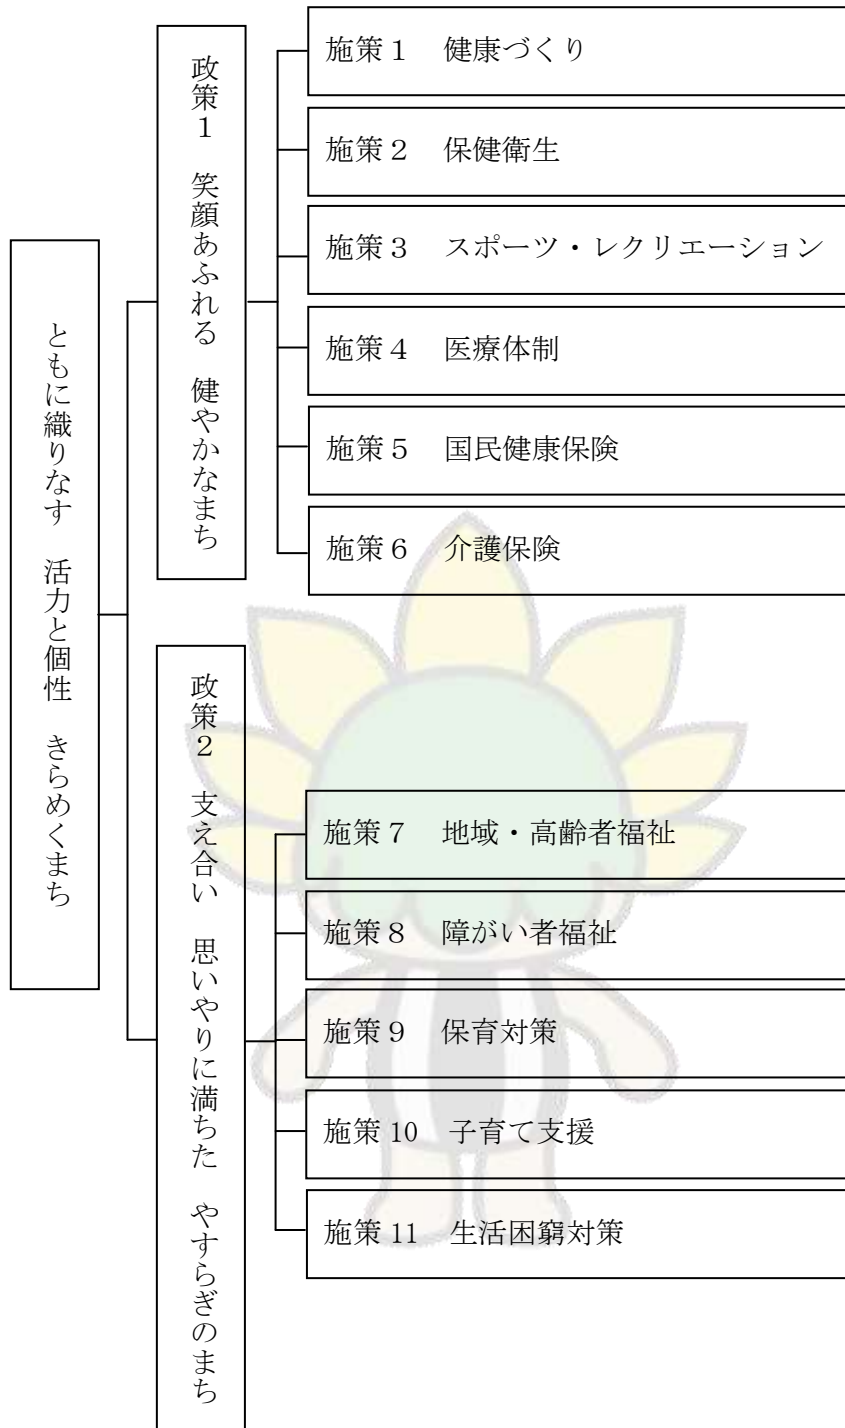 ともに織りなす　活力と個性　きらめくまち
政策１　笑顔あふれる　健やかなまち
施策１　健康づくり
施策２　保健衛生
施策３　スポーツ・レクリエーション
施策４　医療体制
施策５　国民健康保険
施策６　介護保険
政策２　支え合い　思いやりに満ちた　やすらぎのまち
施策７　地域・高齢者福祉
施策８　障がい者福祉
施策９　保育対策
施策 10　子育て支援
施策 11　生活困窮対策